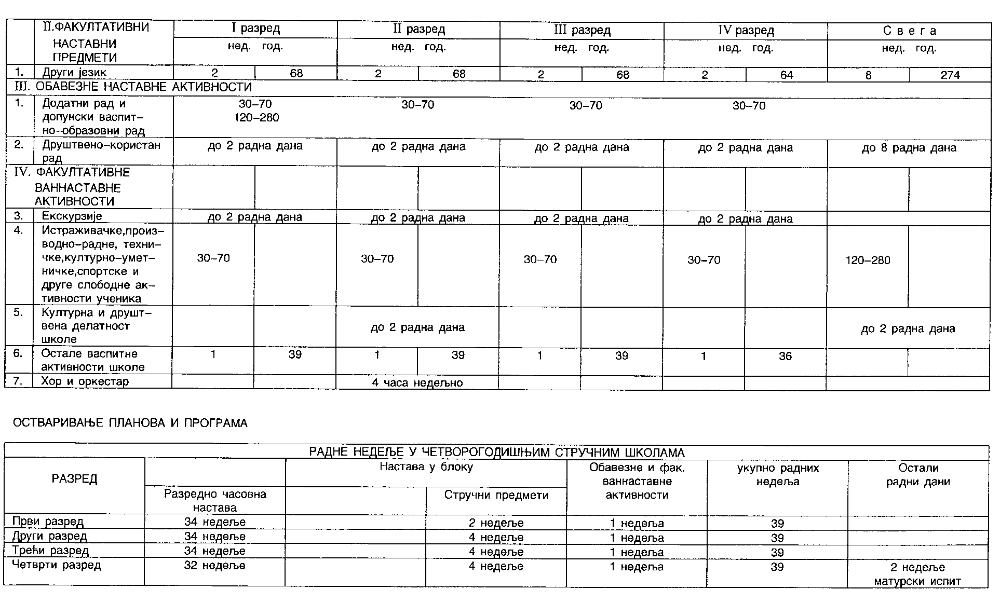 II.ФАКУЛТАТИВНИ I разред II разред III разред IV разред С в е г а
НАСТАВНИ нед. год. нед. год. нед. год. нед. год. нед. год.
ПРЕДМЕТИ
1. Други језик 2 68 2 68 2 68 2 64 8 274
III. ОБАВЕЗНЕ НАСТАВНЕ АКТИВНОСТИ
1. Додатни рад и 30–70 30–70 30–70 30–70
допунски васпит– 120–280
но–образовни рад
2. Друштвено–користан до 2 радна дана до 2 радна дана до 2 радна дана до 2 радна дана до 8 радна дана
рад
IV. ФАКУЛТАТИВНЕ
ВАННАСТАВНЕ
АКТИВНОСТИ
3. Екскурзије до 2 радна дана до 2 радна дана до 2 радна дана до 2 радна дана
4. Истраживачке,произ–
водно–радне, техни–
чке,културно–умет– 30–70 30–70 30–70 30–70 120–280
ничке,спортске и
друге слободне ак–
тивности ученика
5. Културна и друшт–
вена делатност до 2 радна дана до 2 радна дана
школе
6. Остале васпитне 1 39 1 39 1 39 1 36
активности школе
7. Хор и оркестар 4 часа недељно
ОСТВАРИВАЊЕ ПЛАНОВА И ПРОГРАМА
РАДНЕ НЕДЕЉЕ У ЧЕТВОРОГОДИШЊИМ СТРУЧНИМ ШКОЛАМА
РАЗРЕД Настава у блоку Обавезне и фак. укупно радних Остали
ваннаставне недеља радни дани
Разредно часовна Стручни предмети активности
настава
Први разред 34 недеље 2 недеље 1 недеља 39
Други разред 34 недеље 4 недеље 1 недеља 39
Трећи разред 34 недеље 4 недеље 1 недеља 39
Четврти разред 32 недеље 4 недеље 1 недеља 39 2 недеље
матурски испит